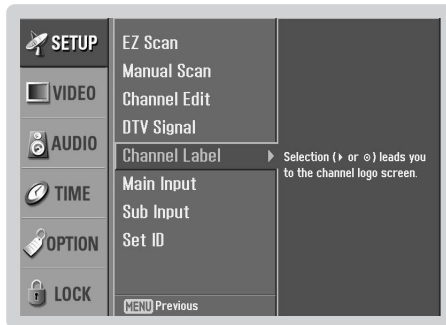 SETUP
VIDEO
AUDIO
TIME
OPTION
LOCK
EZ Scan
Manual Scan
Channel Edit
DTV Signal
Channel Label
Main Input
Sub Input
Set ID
MENU Previous
Selection (▶ or ⊙) leads you
to the channel logo screen.